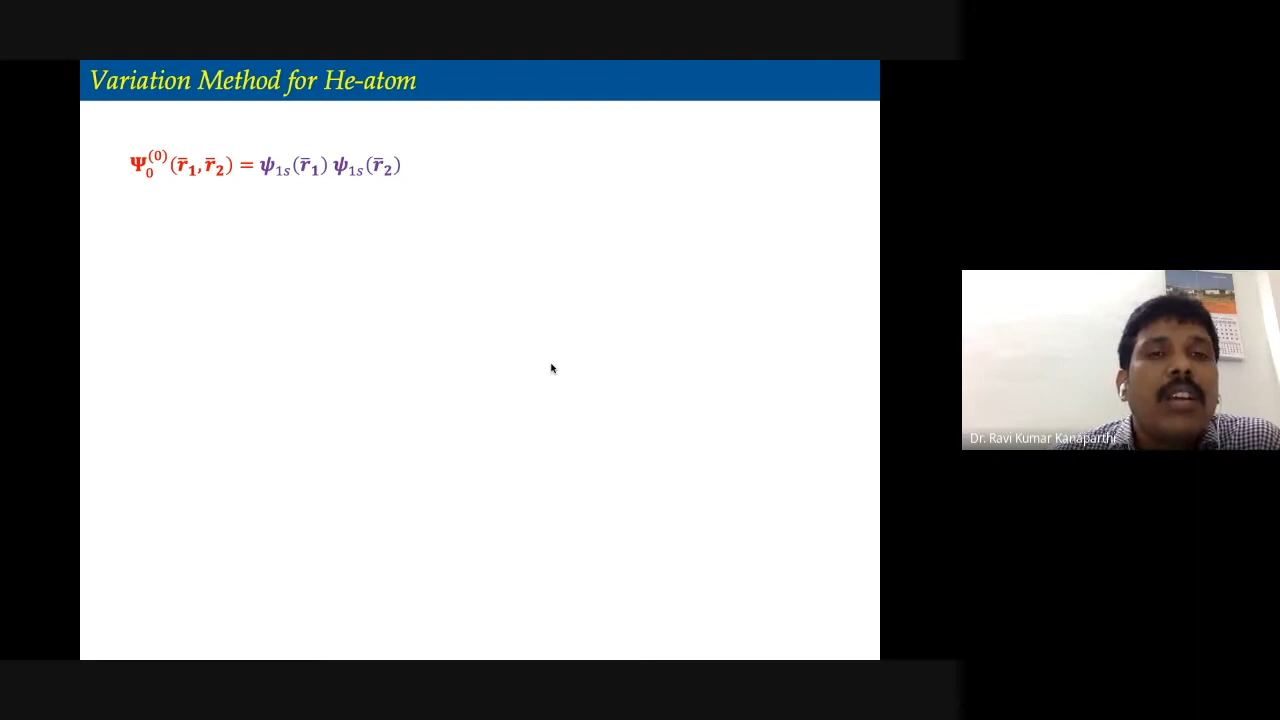 Variation Method for He-atom
Ψ₀⁽⁰⁾(r̄₁, r̄₂) = ψ₁ₛ(r̄₁) ψ₁ₛ(r̄₂)
Dr. Ravi Kumar Kanaparthi